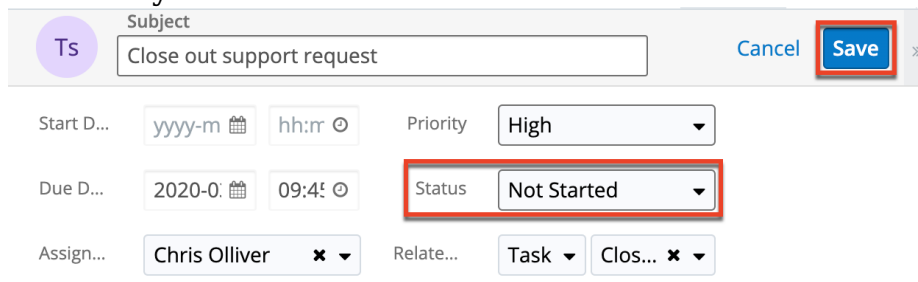 Subject
Ts
Close out support request
Cancel
Save
Start D...
yyyy-m
hh:m
Priority
High
Due D...
2020-0
09:4
Status
Not Started
Assign...
Chris Olliver
Relate...
Task
Clos...